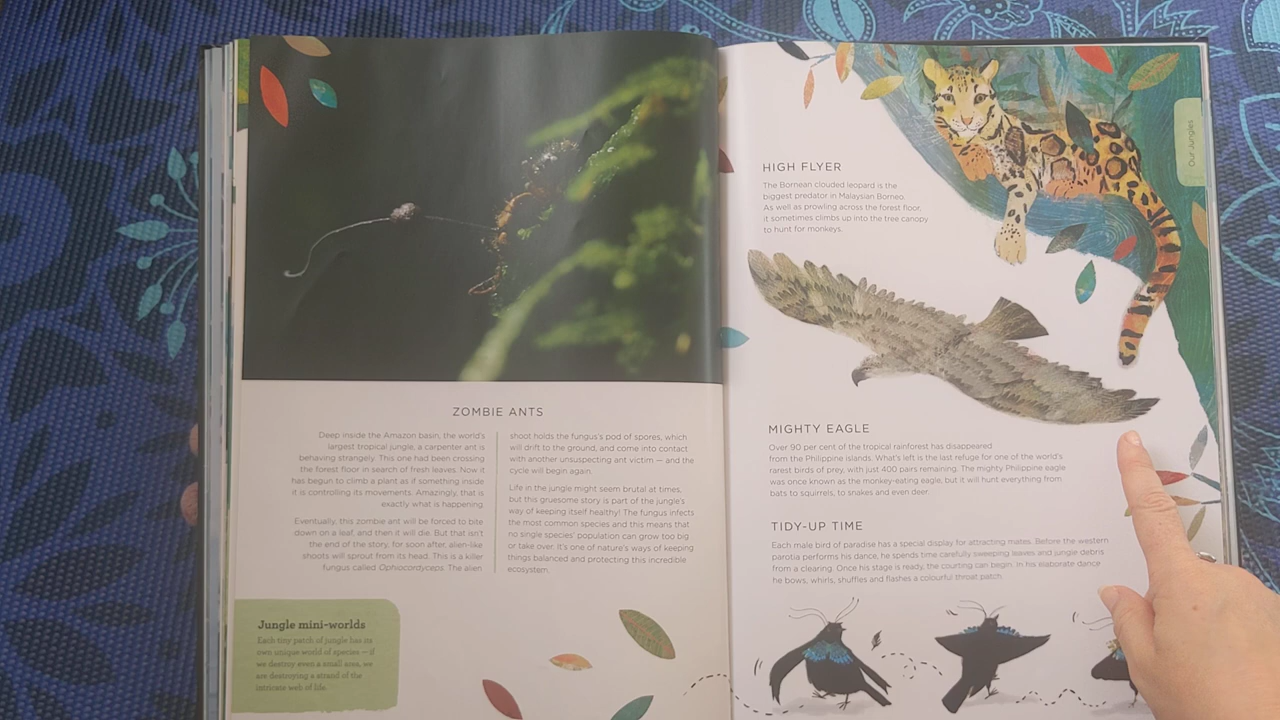 ZOMBIE ANTS
Deep inside the Amazon basin, the world's
largest tropical jungle, a carpenter ant is
behaving strangely. This one had been crossing
the forest floor in search of fresh leaves. Now it
has begun to climb a plant as if something inside
it is controlling its movements. Amazingly, that is
exactly what is happening.
Eventually, this zombie ant will be forced to bite
down on a leaf, and then it will die. But that isn't
the end of the story, for soon after, alien-like
shoots will sprout from its head. This is a killer
fungus called Ophiocordyceps. The alien
shoot holds the fungus's pod of spores, which
will drift to the ground, and come into contact
with another unsuspecting ant victim — and the
cycle will begin again.
Life in the jungle might seem brutal at times,
but this gruesome story is part of the jungle's
way of keeping itself healthy! The fungus infects
the most common species and this means that
no single species' population can grow too big
or take over. It's one of nature's ways of keeping
things balanced and protecting this incredible
ecosystem.
Jungle mini-worlds
Each tiny patch of jungle has its
own unique world of species — if
we destroy even a small area, we
are destroying a strand of the
intricate web of life.
Our Jungles
HIGH FLYER
The Bornean clouded leopard is the
biggest predator in Malaysian Borneo.
As well as prowling across the forest floor,
it sometimes climbs up into the tree canopy
to hunt for monkeys.
MIGHTY EAGLE
Over 90 per cent of the tropical rainforest has disappeared
from the Philippine islands. What's left is the last refuge for one of the world's
rarest birds of prey, with just 400 pairs remaining. The mighty Philippine eagle
was once known as the monkey-eating eagle, but it will hunt everything from
bats to squirrels, to snakes and even deer.
TIDY-UP TIME
Each male bird of paradise has a special display for attracting mates. Before the western
parotia performs his dance, he spends time carefully sweeping leaves and jungle debris
from a clearing. Once his stage is ready, the courting can begin. In his elaborate dance
he bows, whirls, shuffles and flashes a colourful throat patch.